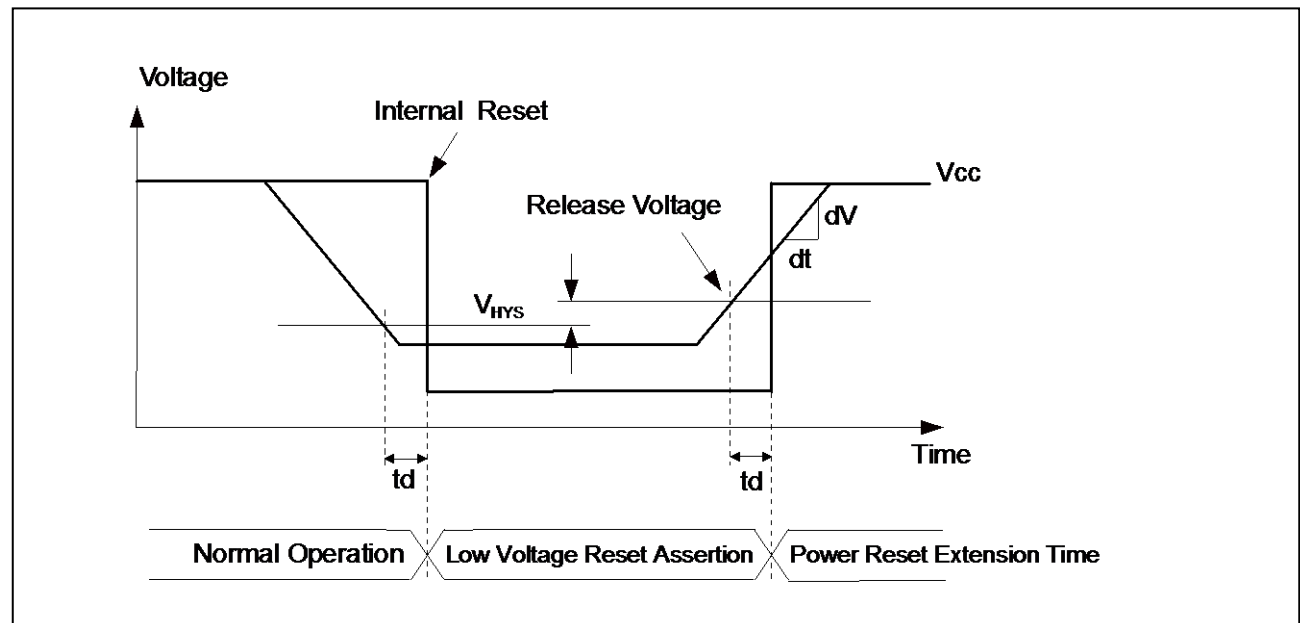 Voltage
Internal Reset
Vcc
Release Voltage
dV
dt
VHYS
Time
td
td
Normal Operation
Low Voltage Reset Assertion
Power Reset Extension Time